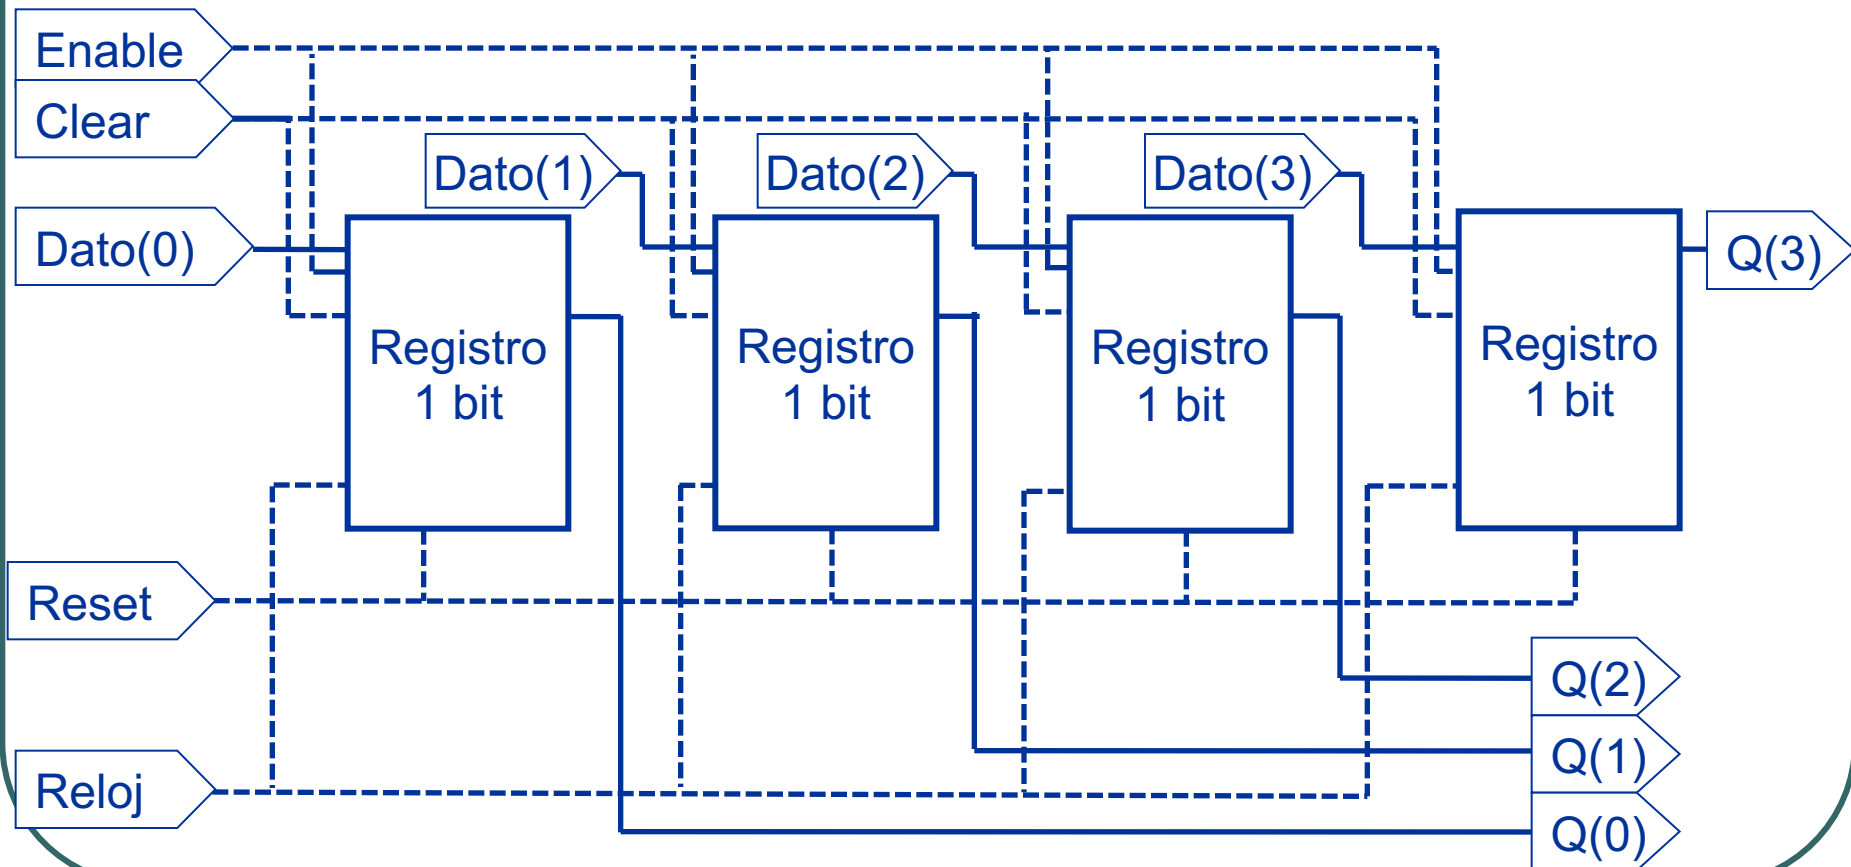 Enable
Clear
Dato(1)
Dato(2)
Dato(3)
Dato(0)
Q(3)
Registro
1 bit
Registro
1 bit
Registro
1 bit
Registro
1 bit
Reset
Q(2)
Q(1)
Reloj
Q(0)